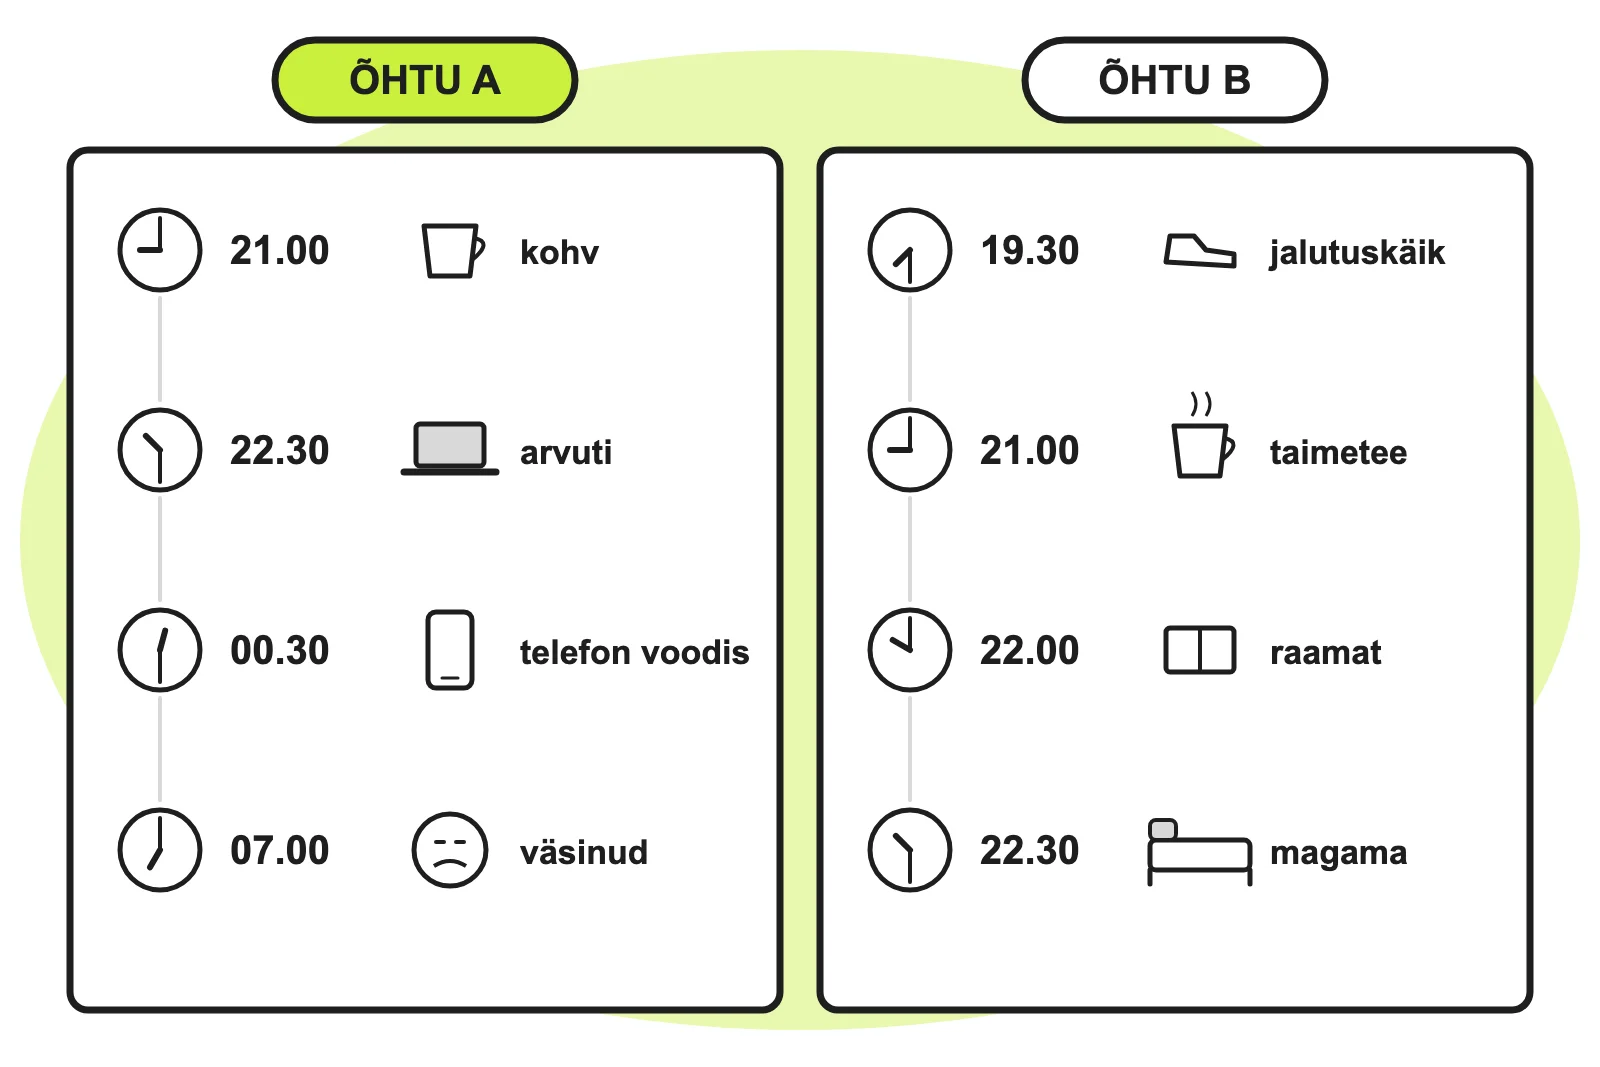 ÕHTU A
21.00 kohv
22.30 arvuti
00.30 telefon voodis
07.00 väsinud
ÕHTU B
19.30 jalutuskäik
21.00 taimetee
22.00 raamat
22.30 magama